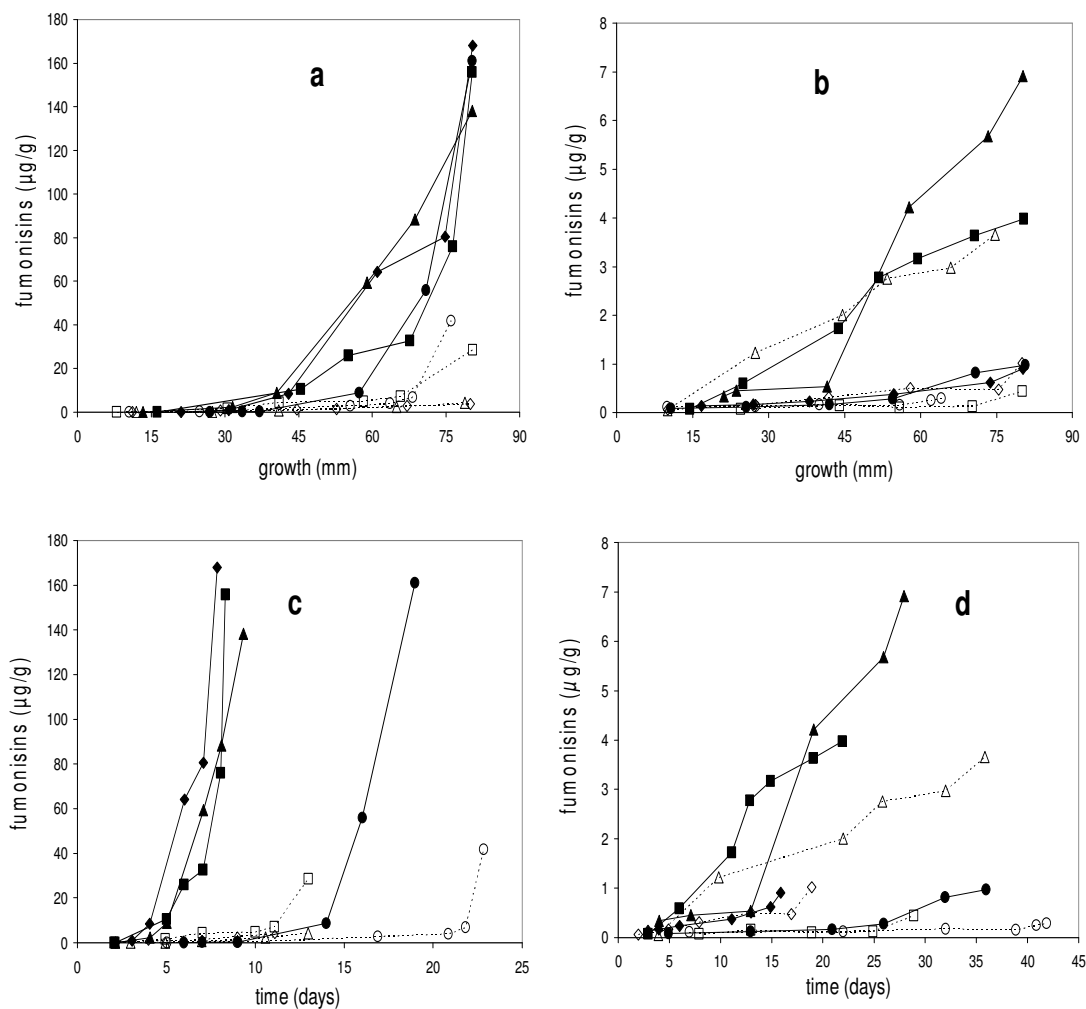 180
160
140
120
100
80
60
40
20
0
fumonisins (µg/g)
a
0 15 30 45 60 75 90
growth (mm)
8
7
6
5
4
3
2
1
0
fumonisins (µg/g)
b
0 15 30 45 60 75 90
growth (mm)
180
160
140
120
100
80
60
40
20
0
fumonisins (µg/g)
c
0 5 10 15 20 25
time (days)
8
7
6
5
4
3
2
1
0
fumonisins (µg/g)
d
0 5 10 15 20 25 30 35 40 45
time (days)